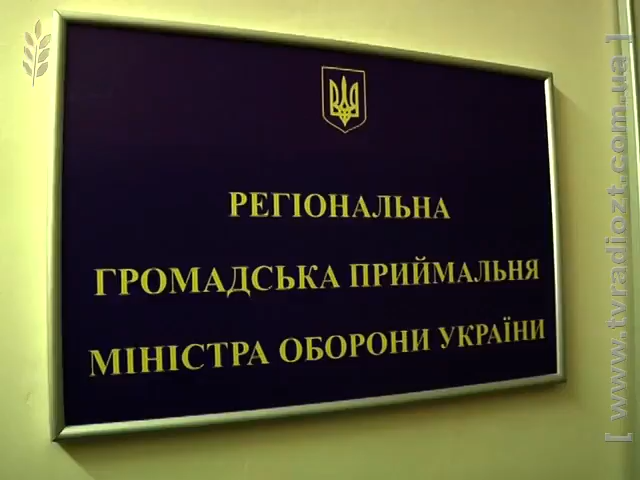 РЕГІОНАЛЬНА
ГРОМАДСЬКА ПРИЙМАЛЬНЯ
МІНІСТРА ОБОРОНИ УКРАЇНИ
[ www.tvradiozt.com.ua ]